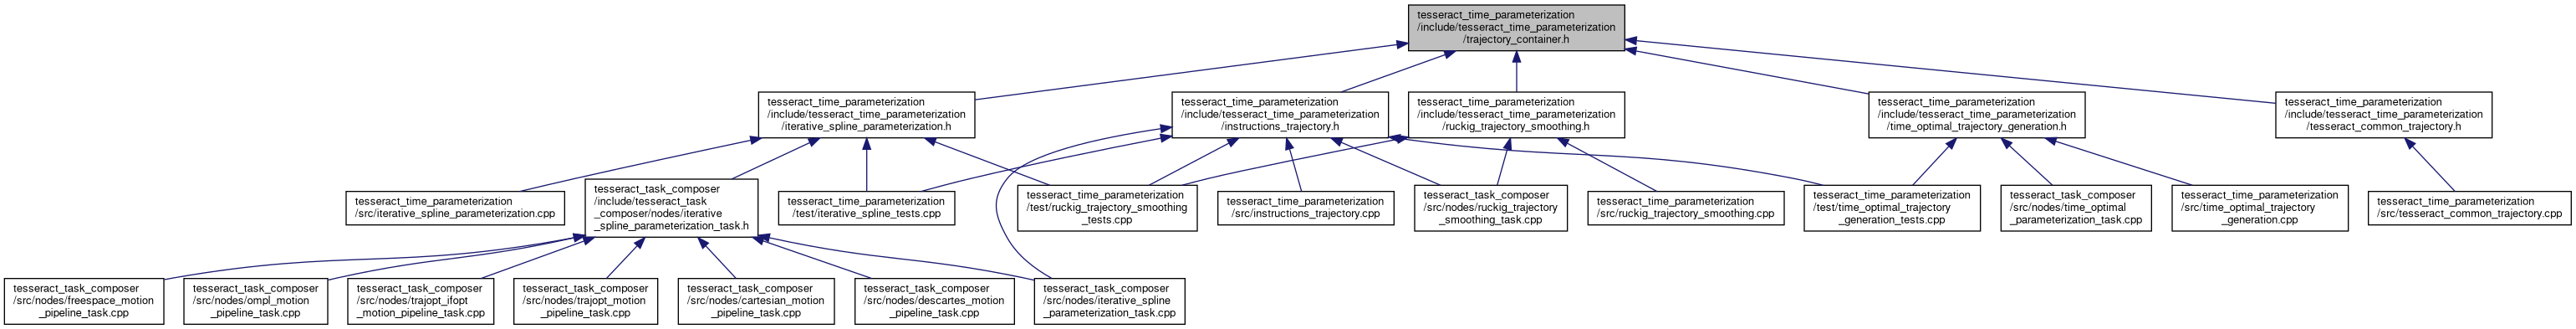 tesseract_time_parameterization
/include/tesseract_time_parameterization
/trajectory_container.h
tesseract_time_parameterization
/include/tesseract_time_parameterization
/iterative_spline_parameterization.h
tesseract_time_parameterization
/include/tesseract_time_parameterization
/instructions_trajectory.h
tesseract_time_parameterization
/include/tesseract_time_parameterization
/ruckig_trajectory_smoothing.h
tesseract_time_parameterization
/include/tesseract_time_parameterization
/time_optimal_trajectory_generation.h
tesseract_time_parameterization
/include/tesseract_time_parameterization
/tesseract_common_trajectory.h
tesseract_time_parameterization
/src/iterative_spline_parameterization.cpp
tesseract_task_composer
/include/tesseract_task
_composer/nodes/iterative
_spline_parameterization_task.h
tesseract_time_parameterization
/test/iterative_spline_tests.cpp
tesseract_time_parameterization
/test/ruckig_trajectory_smoothing
_tests.cpp
tesseract_time_parameterization
/src/instructions_trajectory.cpp
tesseract_task_composer
/src/nodes/ruckig_trajectory
_smoothing_task.cpp
tesseract_time_parameterization
/src/ruckig_trajectory_smoothing.cpp
tesseract_time_parameterization
/test/time_optimal_trajectory
_generation_tests.cpp
tesseract_task_composer
/src/nodes/time_optimal
_parameterization_task.cpp
tesseract_time_parameterization
/src/time_optimal_trajectory
_generation.cpp
tesseract_time_parameterization
/src/tesseract_common_trajectory.cpp
tesseract_task_composer
/src/nodes/freespace_motion
_pipeline_task.cpp
tesseract_task_composer
/src/nodes/ompl_motion
_pipeline_task.cpp
tesseract_task_composer
/src/nodes/trajopt_ifopt
_motion_pipeline_task.cpp
tesseract_task_composer
/src/nodes/trajopt_motion
_pipeline_task.cpp
tesseract_task_composer
/src/nodes/cartesian_motion
_pipeline_task.cpp
tesseract_task_composer
/src/nodes/descartes_motion
_pipeline_task.cpp
tesseract_task_composer
/src/nodes/iterative_spline
_parameterization_task.cpp